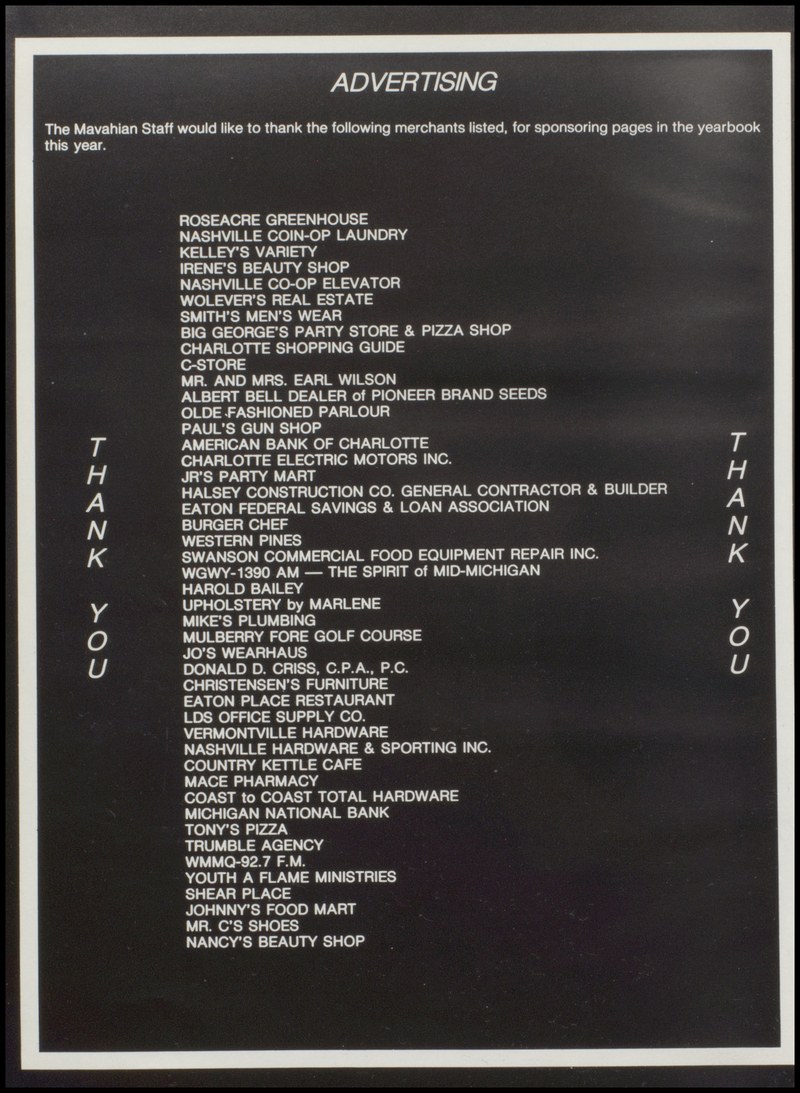 ADVERTISING
The Mavahian Staff would like to thank the following merchants listed, for sponsoring pages in the yearbook
this year.
ROSEACRE GREENHOUSE
NASHVILLE COIN-OP LAUNDRY
KELLEY'S VARIETY
IRENE'S BEAUTY SHOP
NASHVILLE CO-OP ELEVATOR
WOLEVER'S REAL ESTATE
SMITH'S MEN'S WEAR
BIG GEORGE'S PARTY STORE & PIZZA SHOP
CHARLOTTE SHOPPING GUIDE
C-STORE
MR. AND MRS. EARL WILSON
ALBERT BELL DEALER of PIONEER BRAND SEEDS
OLDE FASHIONED PARLOUR
PAUL'S GUN SHOP
AMERICAN BANK OF CHARLOTTE
CHARLOTTE ELECTRIC MOTORS INC.
JR'S PARTY MART
HALSEY CONSTRUCTION CO. GENERAL CONTRACTOR & BUILDER
EATON FEDERAL SAVINGS & LOAN ASSOCIATION
BURGER CHEF
WESTERN PINES
SWANSON COMMERCIAL FOOD EQUIPMENT REPAIR INC.
WGWY-1390 AM — THE SPIRIT of MID-MICHIGAN
HAROLD BAILEY
UPHOLSTERY by MARLENE
MIKE'S PLUMBING
MULBERRY FORE GOLF COURSE
JO'S WEARHAUS
DONALD D. CRISS, C.P.A., P.C.
CHRISTENSEN'S FURNITURE
EATON PLACE RESTAURANT
LDS OFFICE SUPPLY CO.
VERMONTVILLE HARDWARE
NASHVILLE HARDWARE & SPORTING INC.
COUNTRY KETTLE CAFE
MACE PHARMACY
COAST to COAST TOTAL HARDWARE
MICHIGAN NATIONAL BANK
TONY'S PIZZA
TRUMBLE AGENCY
WMMQ-92.7 F.M.
YOUTH A FLAME MINISTRIES
SHEAR PLACE
JOHNNY'S FOOD MART
MR. C'S SHOES
NANCY'S BEAUTY SHOP
THANK YOU
THANK YOU